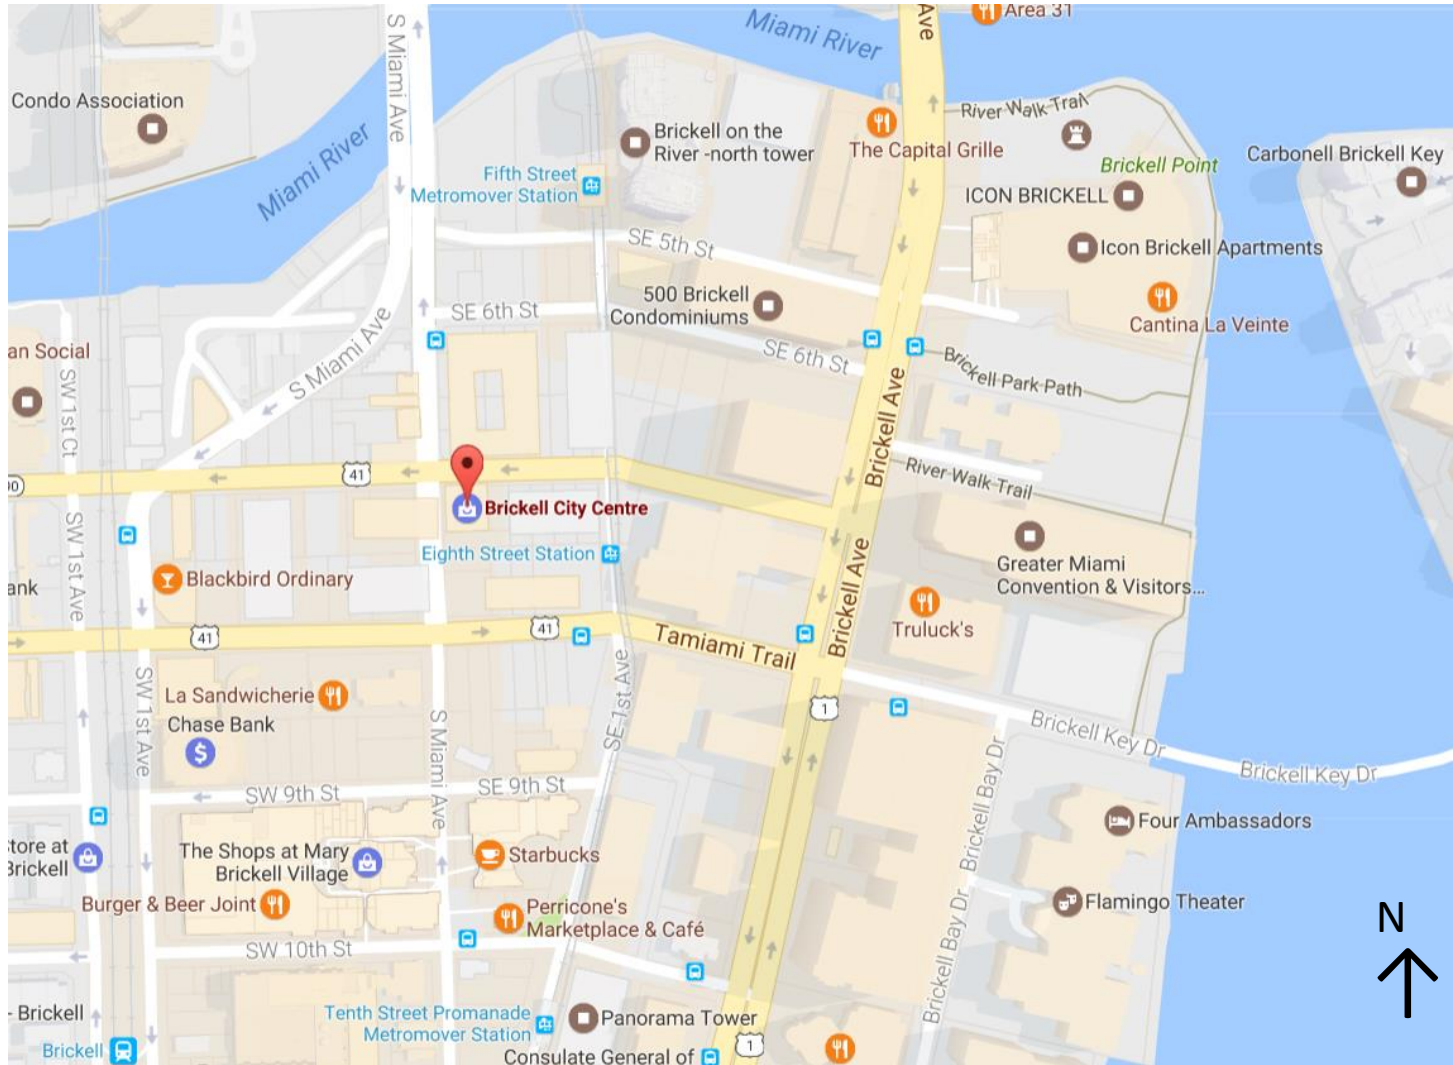 Area 31
Ave
Miami River
S Miami Ave
Condo Association
River Walk Trail
Brickell on the
River -north tower
The Capital Grille
Brickell Point
Carbonell Brickell Key
Miami River
Fifth Street
Metromover Station
ICON BRICKELL
SE 5th St
Icon Brickell Apartments
500 Brickell
Condominiums
SE 6th St
Cantina La Veinte
an Social
SW 1st Ct
S Miami Ave
SE 6th St
Brickell Park Path
Brickell Ave
41
River Walk Trail
Brickell City Centre
SW 1st Ave
Eighth Street Station
Brickell Ave
Greater Miami
Convention & Visitors...
ank
Blackbird Ordinary
Truluck's
41
41
Tamiami Trail
La Sandwicherie
Chase Bank
$
SW 1st Ave
S Miami Ave
SE 1st Ave
1
Brickell Key Dr
Brickell Key Dr
SW 9th St
SE 9th St
Brickell Bay Dr
Four Ambassadors
tore at
Brickell
The Shops at Mary
Brickell Village
Starbucks
Burger & Beer Joint
Perricone's
Marketplace & Café
Flamingo Theater
N
SW 10th St
Brickell Bay Dr
- Brickell
Tenth Street Promanade
Metromover Station
Panorama Tower
Brickell
Consulate General of
1